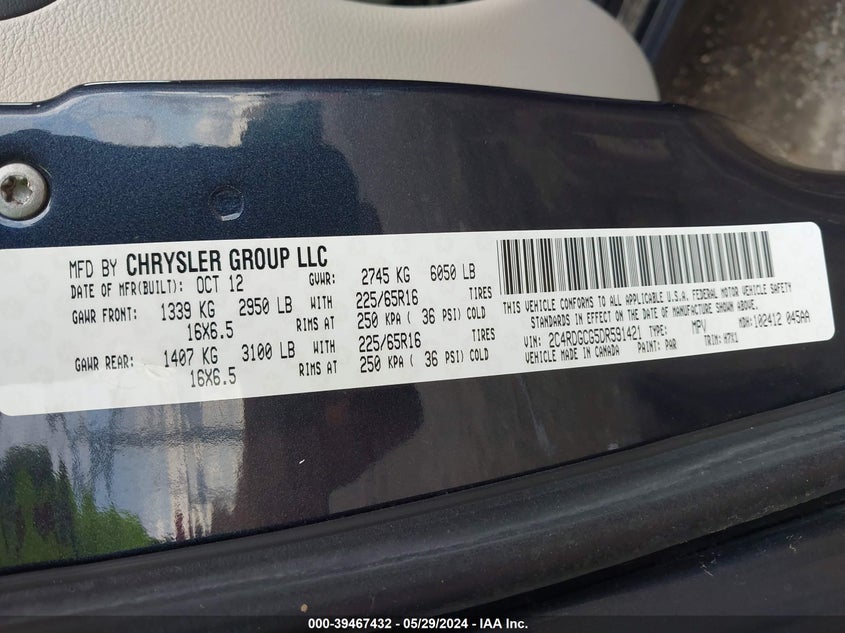 MFD BY CHRYSLER GROUP LLC
DATE OF MFR(BUILT): OCT 12 GVWR: 2745 KG 6050 LB
GAWR FRONT: 1339 KG 2950 LB WITH 225/65R16 TIRES
16X6.5 RIMS AT 250 KPA ( 36 PSI) COLD
GAWR REAR: 1407 KG 3100 LB WITH 225/65R16 TIRES
16X6.5 RIMS AT 250 KPA ( 36 PSI) COLD
THIS VEHICLE CONFORMS TO ALL APPLICABLE U.S.A. FEDERAL MOTOR VEHICLE SAFETY
STANDARDS IN EFFECT ON THE DATE OF MANUFACTURE SHOWN ABOVE.
VIN: 2C4RDGCG5DR591421 TYPE: MPV MDH: 102412 045AA
MADE IN CANADA PAINT: PAR TRIM: H7X1
000-39467432 - 05/29/2024 - IAA Inc.